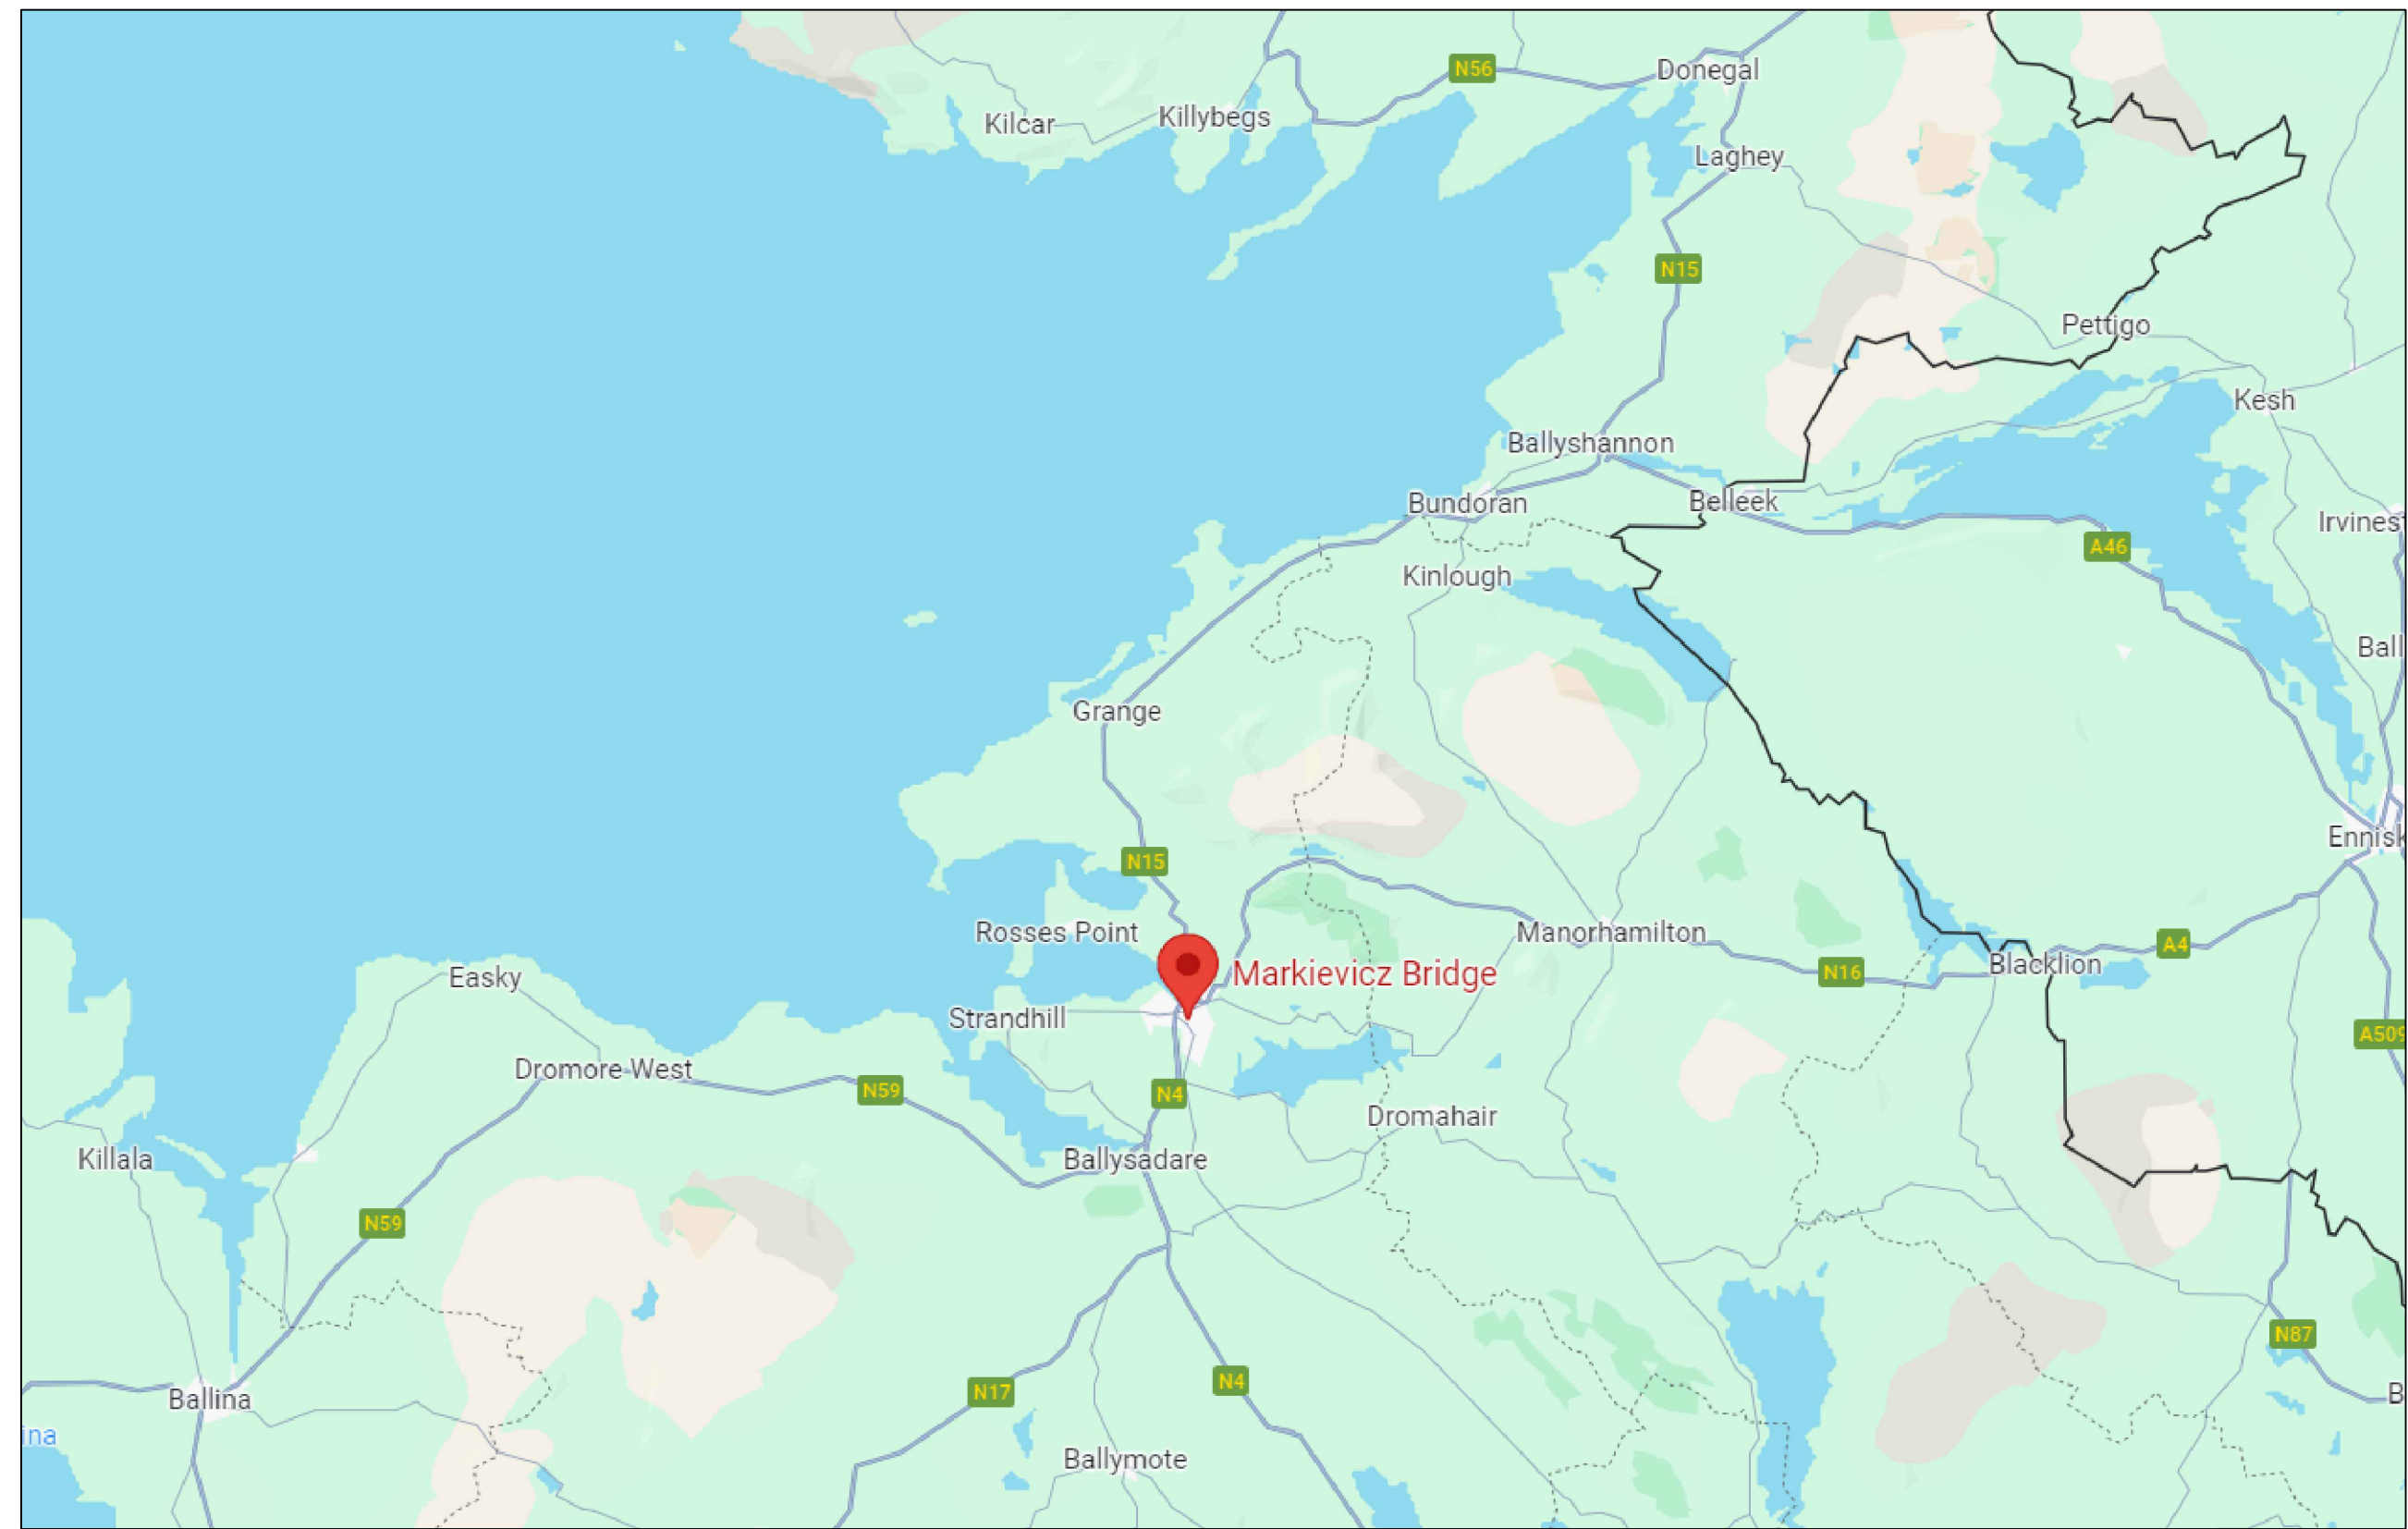 N56
Donegal
Kilcar
Killybegs
Laghey
N15
Pettigo
Kesh
Ballyshannon
Bundoran
Belleek
Irvines
A46
Kinlough
Ball
Grange
Ennisk
N15
Rosses Point
Manorhamilton
A4
Blacklion
Markievicz Bridge
N16
Easky
Strandhill
A509
Dromore West
N59
N4
Dromahair
Killala
Ballysadare
N59
N87
N4
N17
Ballina
B
ina
Ballymote